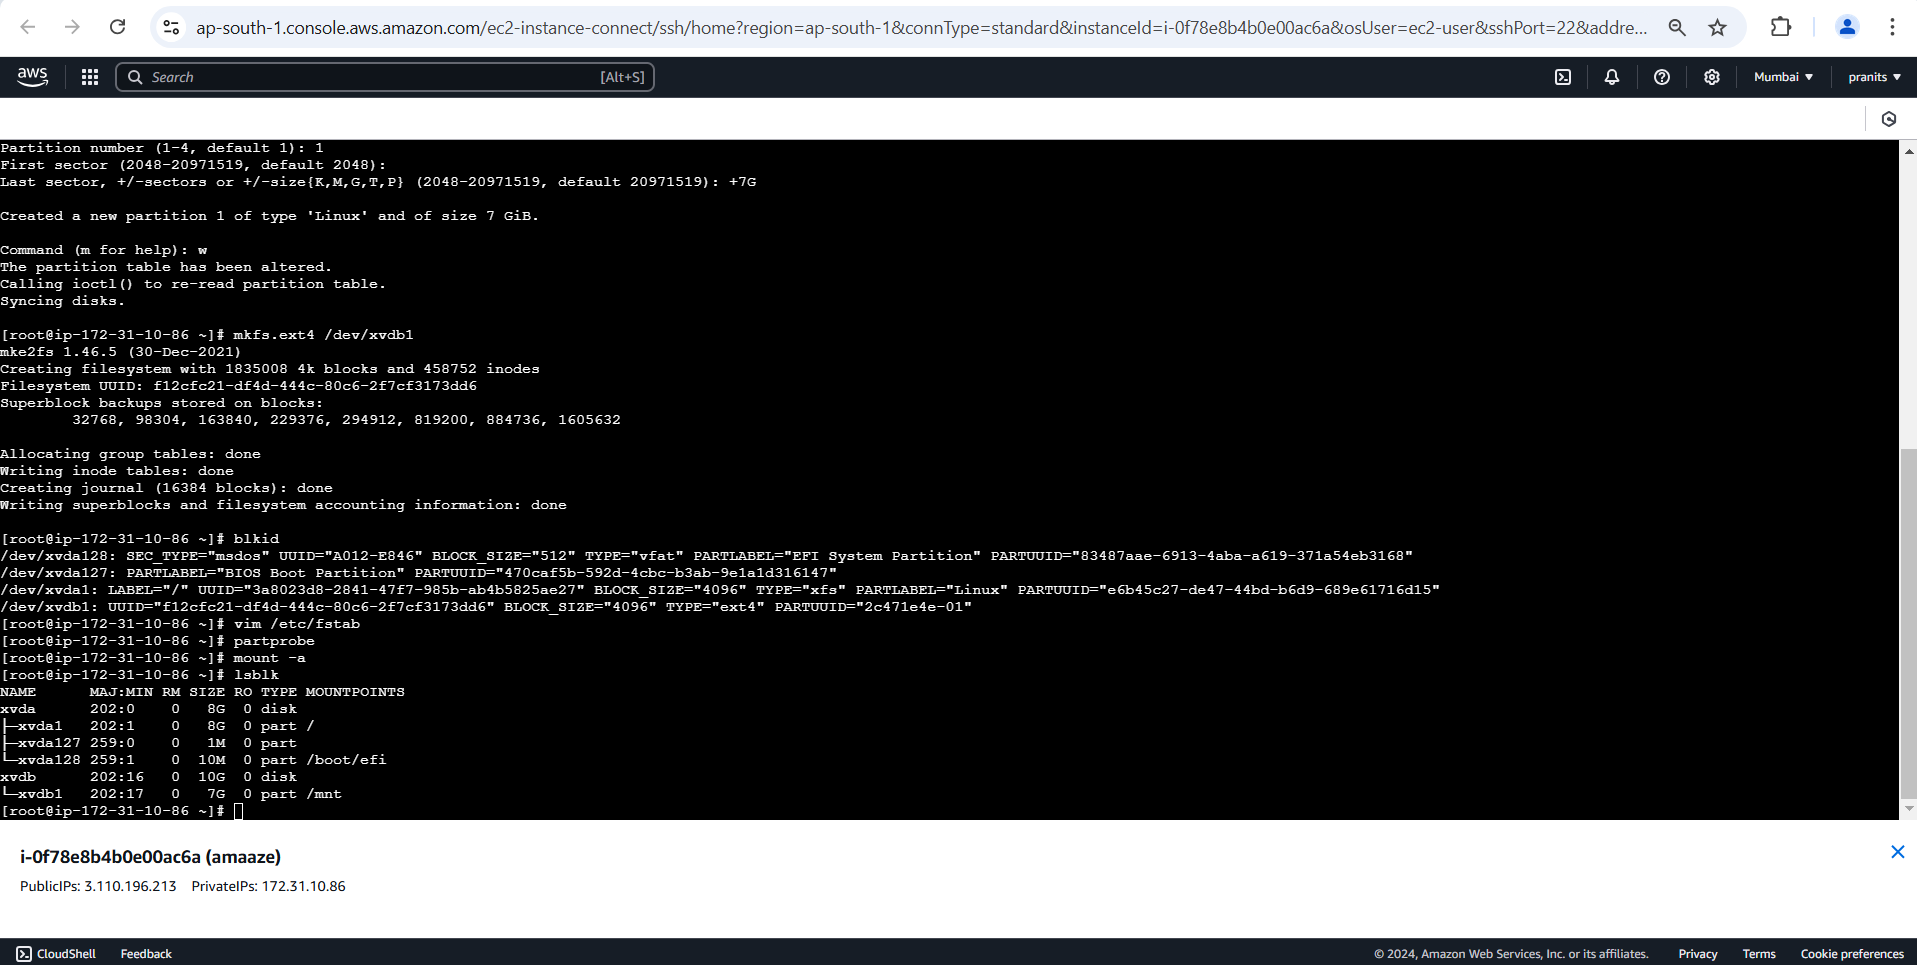 ap-south-1.console.aws.amazon.com/ec2-instance-connect/ssh/home?region=ap-south-1&connType=standard&instanceId=i-0f78e8b4b0e00ac6a&osUser=ec2-user&sshPort=22&addre...
aws Search [Alt+S] Mumbai ▼ pranits ▼
Partition number (1-4, default 1): 1
First sector (2048-20971519, default 2048):
Last sector, +/-sectors or +/-size{K,M,G,T,P} (2048-20971519, default 20971519): +7G
Created a new partition 1 of type 'Linux' and of size 7 GiB.
Command (m for help): w
The partition table has been altered.
Calling ioctl() to re-read partition table.
Syncing disks.
[root@ip-172-31-10-86 ~]# mkfs.ext4 /dev/xvdb1
mke2fs 1.46.5 (30-Dec-2021)
Creating filesystem with 1835008 4k blocks and 458752 inodes
Filesystem UUID: f12cfc21-df4d-444c-80c6-2f7cf3173dd6
Superblock backups stored on blocks:
32768, 98304, 163840, 229376, 294912, 819200, 884736, 1605632
Allocating group tables: done
Writing inode tables: done
Creating journal (16384 blocks): done
Writing superblocks and filesystem accounting information: done
[root@ip-172-31-10-86 ~]# blkid
/dev/xvda128: SEC_TYPE="msdos" UUID="A012-E846" BLOCK_SIZE="512" TYPE="vfat" PARTLABEL="EFI System Partition" PARTUUID="83487aae-6913-4aba-a619-371a54eb3168"
/dev/xvda127: PARTLABEL="BIOS Boot Partition" PARTUUID="470caf5b-592d-4cbc-b3ab-9e1a1d316147"
/dev/xvda1: LABEL="/" UUID="3a8023d8-2841-47f7-985b-ab4b5825ae27" BLOCK_SIZE="4096" TYPE="xfs" PARTLABEL="Linux" PARTUUID="e6b45c27-de47-44bd-b6d9-689e61716d15"
/dev/xvdb1: UUID="f12cfc21-df4d-444c-80c6-2f7cf3173dd6" BLOCK_SIZE="4096" TYPE="ext4" PARTUUID="2c471e4e-01"
[root@ip-172-31-10-86 ~]# vim /etc/fstab
[root@ip-172-31-10-86 ~]# partprobe
[root@ip-172-31-10-86 ~]# mount -a
[root@ip-172-31-10-86 ~]# lsblk
NAME MAJ:MIN RM SIZE RO TYPE MOUNTPOINTS
xvda 202:0 0 8G 0 disk
├─xvda1 202:1 0 8G 0 part /
├─xvda127 259:0 0 1M 0 part
└─xvda128 259:1 0 10M 0 part /boot/efi
xvdb 202:16 0 10G 0 disk
└─xvdb1 202:17 0 7G 0 part /mnt
[root@ip-172-31-10-86 ~]#
i-0f78e8b4b0e00ac6a (amaaze)
PublicIPs: 3.110.196.213 PrivateIPs: 172.31.10.86
CloudShell Feedback © 2024, Amazon Web Services, Inc. or its affiliates. Privacy Terms Cookie preferences